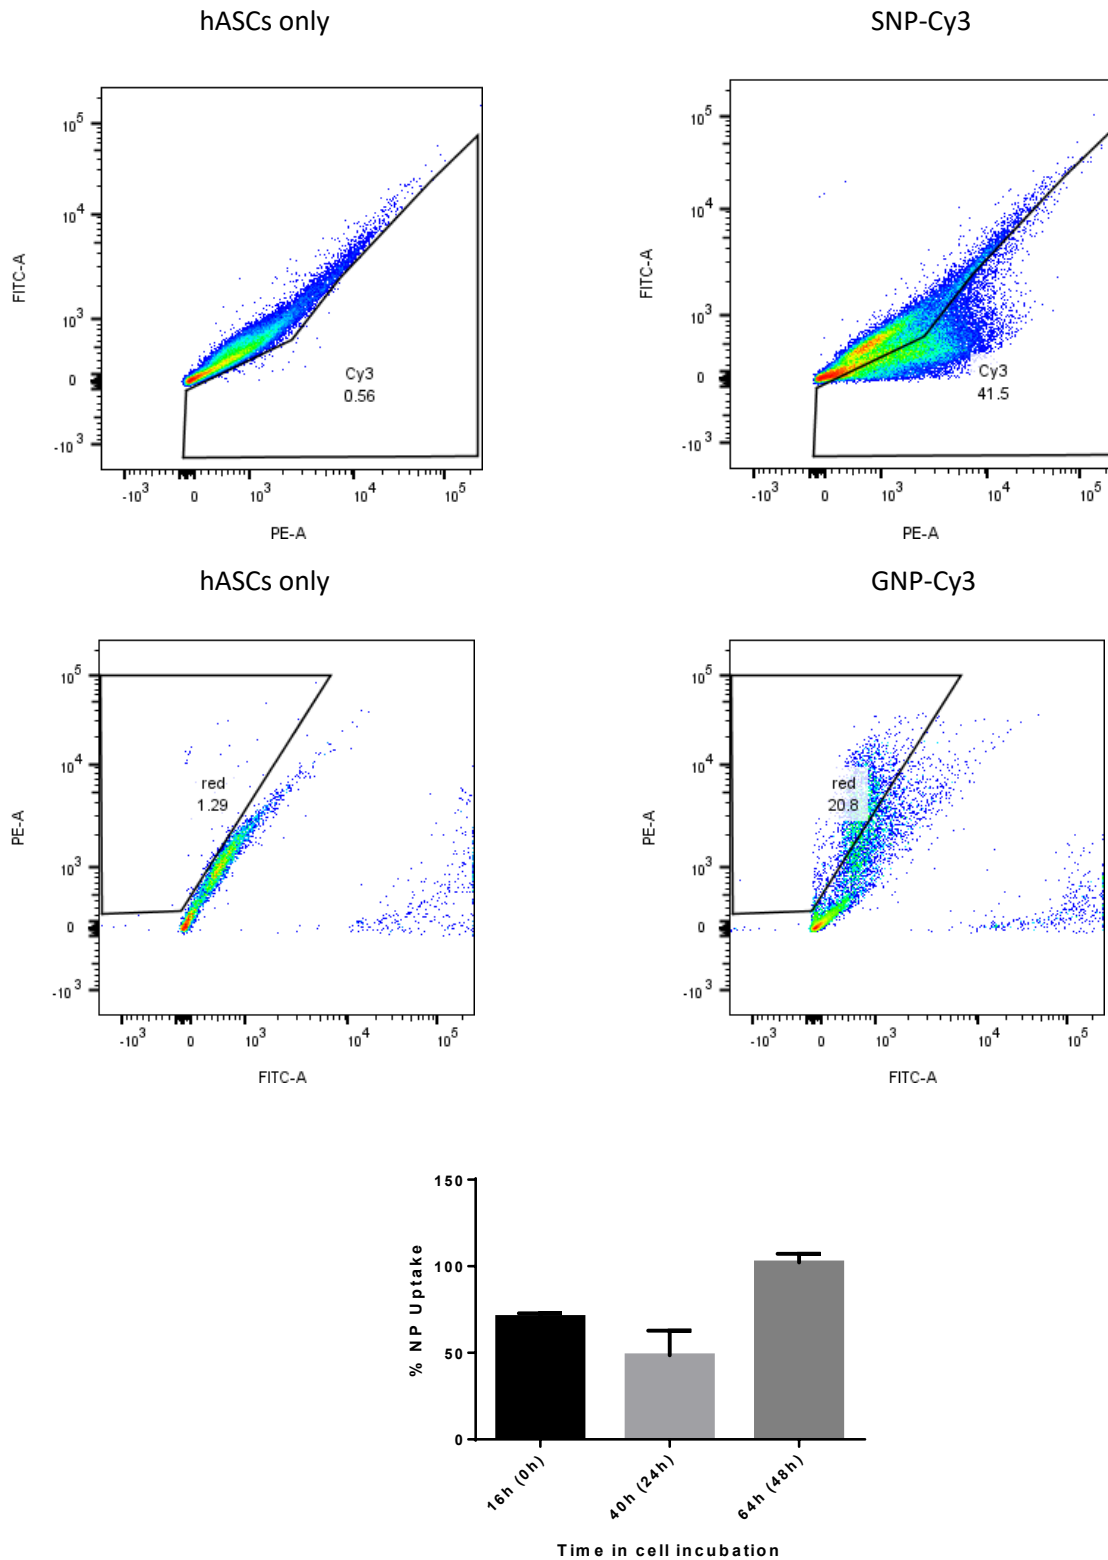 hASCs only
SNP-Cy3
FITC-A
10^5
10^4
10^3
0
-10^3
Cy3
0.56
-10^3 0 10^3 10^4 10^5
PE-A
FITC-A
10^5
10^4
10^3
0
-10^3
Cy3
41.5
-10^3 0 10^3 10^4 10^5
PE-A
hASCs only
GNP-Cy3
PE-A
10^5
10^4
10^3
0
-10^3
red
1.29
-10^3 0 10^3 10^4 10^5
FITC-A
PE-A
10^5
10^4
10^3
0
-10^3
red
20.8
-10^3 0 10^3 10^4 10^5
FITC-A
% NP Uptake
150
100
50
0
16h (0h) 40h (24h) 64h (48h)
Time in cell incubation